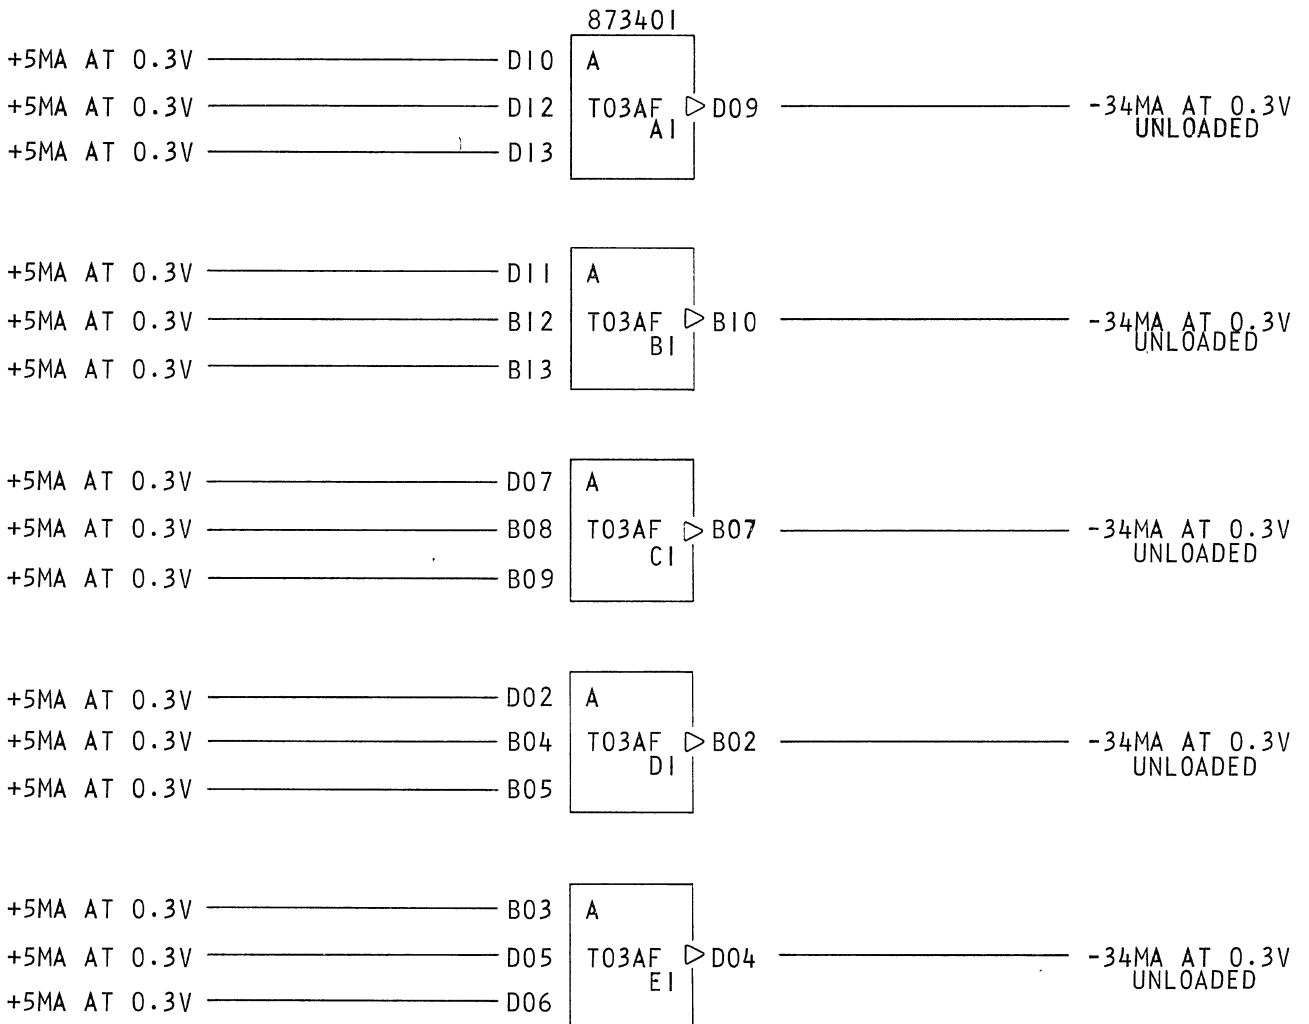 873401
+5MA AT 0.3V D10 A
+5MA AT 0.3V D12 T03AF D09 -34MA AT 0.3V
A1 UNLOADED
+5MA AT 0.3V D13
+5MA AT 0.3V D11 A
+5MA AT 0.3V B12 T03AF B10 -34MA AT 0.3V
B1 UNLOADED
+5MA AT 0.3V B13
+5MA AT 0.3V D07 A
+5MA AT 0.3V B08 T03AF B07 -34MA AT 0.3V
C1 UNLOADED
+5MA AT 0.3V B09
+5MA AT 0.3V D02 A
+5MA AT 0.3V B04 T03AF B02 -34MA AT 0.3V
D1 UNLOADED
+5MA AT 0.3V B05
+5MA AT 0.3V B03 A
+5MA AT 0.3V D05 T03AF D04 -34MA AT 0.3V
E1 UNLOADED
+5MA AT 0.3V D06